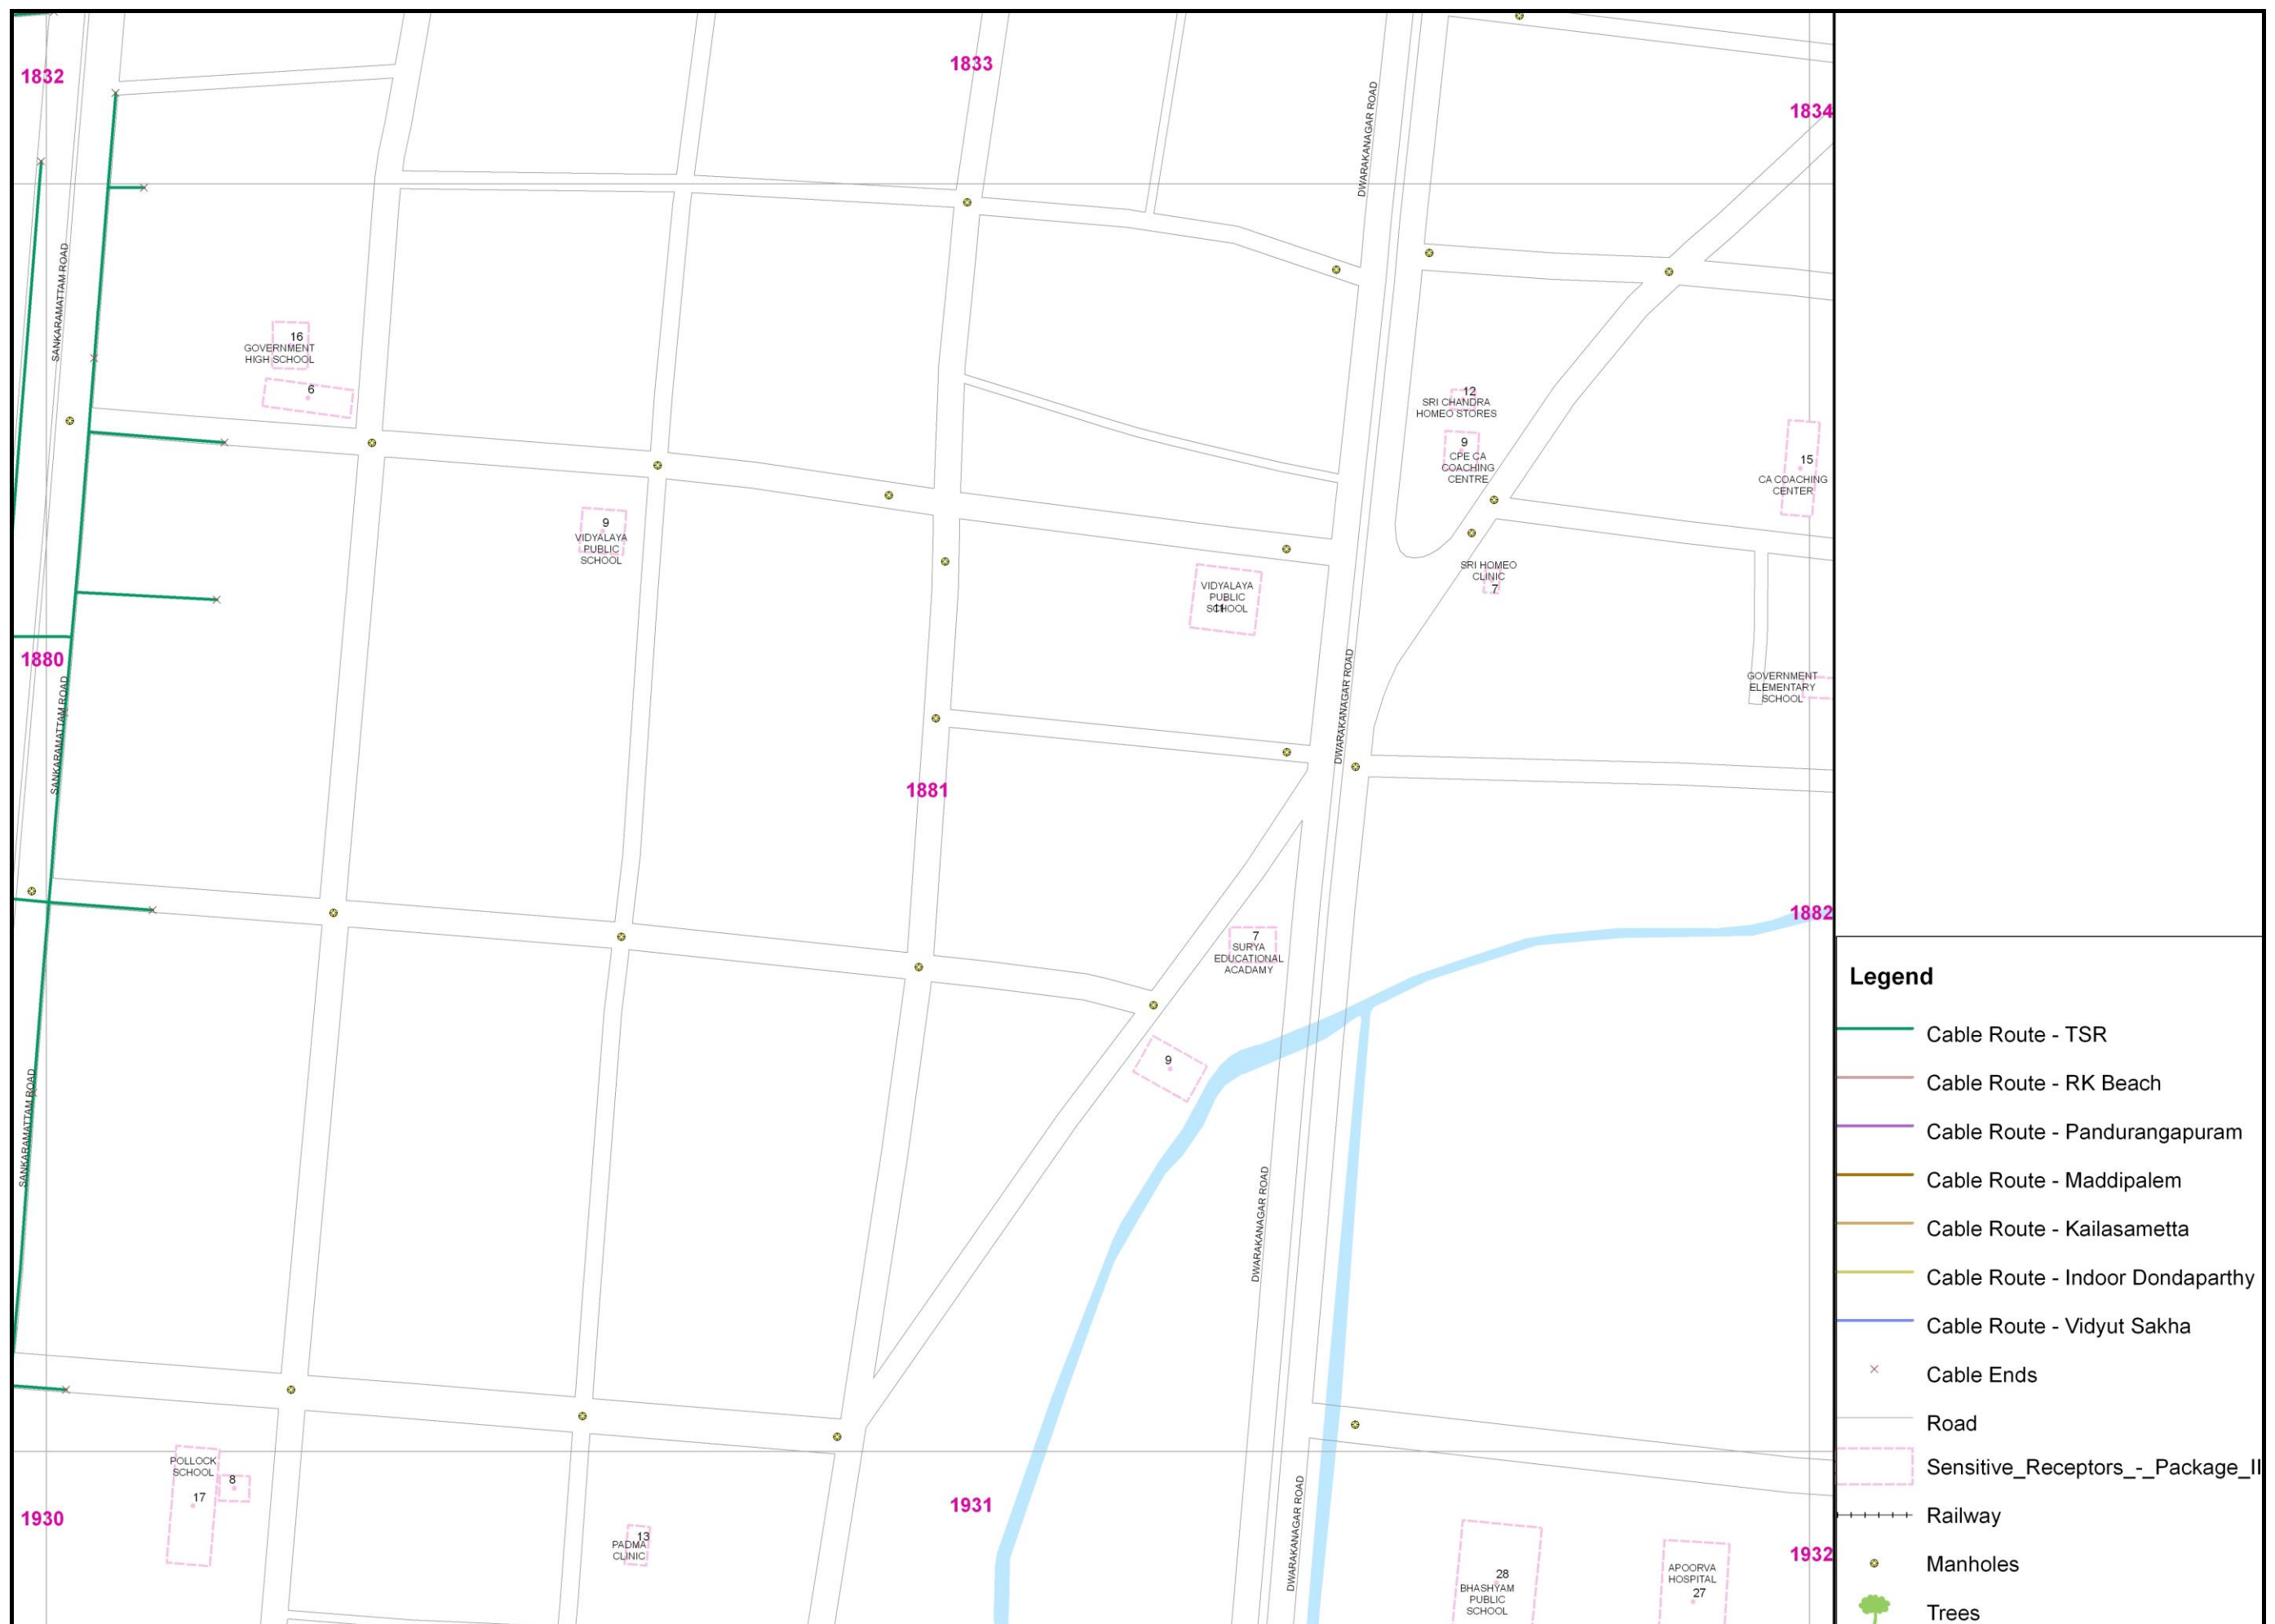 1832
1833
1834
DWARAKANAGAR ROAD
SANKARAMATTAM ROAD
16
GOVERNMENT
HIGH SCHOOL
6
12
SRI CHANDRA
HOMEO STORES
9
CPE CA
COACHING
CENTRE
15
CA COACHING
CENTER
9
VIDYALAYA
PUBLIC
SCHOOL
VIDYALAYA
PUBLIC
SCHOOL
11
SRI HOMEO
CLINIC
7
1880
SANKARAMATTAM ROAD
DWARAKANAGAR ROAD
GOVERNMENT
ELEMENTARY
SCHOOL
1881
1882
7
SURYA
EDUCATIONAL
ACADAMY
9
SANKARAMATTAM ROAD
DWARAKANAGAR ROAD
POLLOCK
SCHOOL
8
17
1930
1931
1932
13
PADMA
CLINIC
DWARAKANAGAR ROAD
28
BHASHYAM
PUBLIC
SCHOOL
APOORVA
HOSPITAL
27
Legend
Cable Route - TSR
Cable Route - RK Beach
Cable Route - Pandurangapuram
Cable Route - Maddipalem
Cable Route - Kailasametta
Cable Route - Indoor Dondaparthy
Cable Route - Vidyut Sakha
Cable Ends
Road
Sensitive_Receptors_-_Package_II
Railway
Manholes
Trees